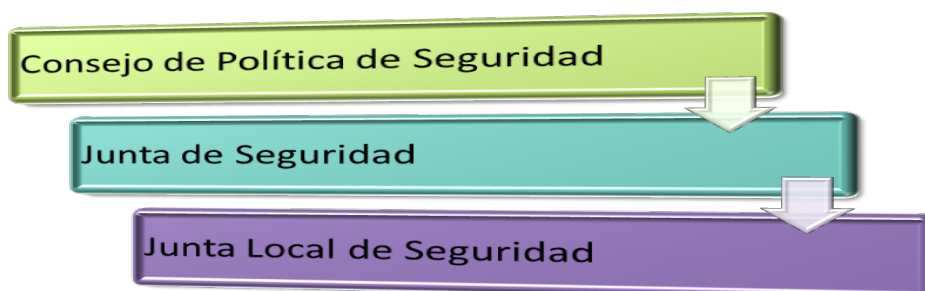 Consejo de Política de Seguridad
Junta de Seguridad
Junta Local de Seguridad